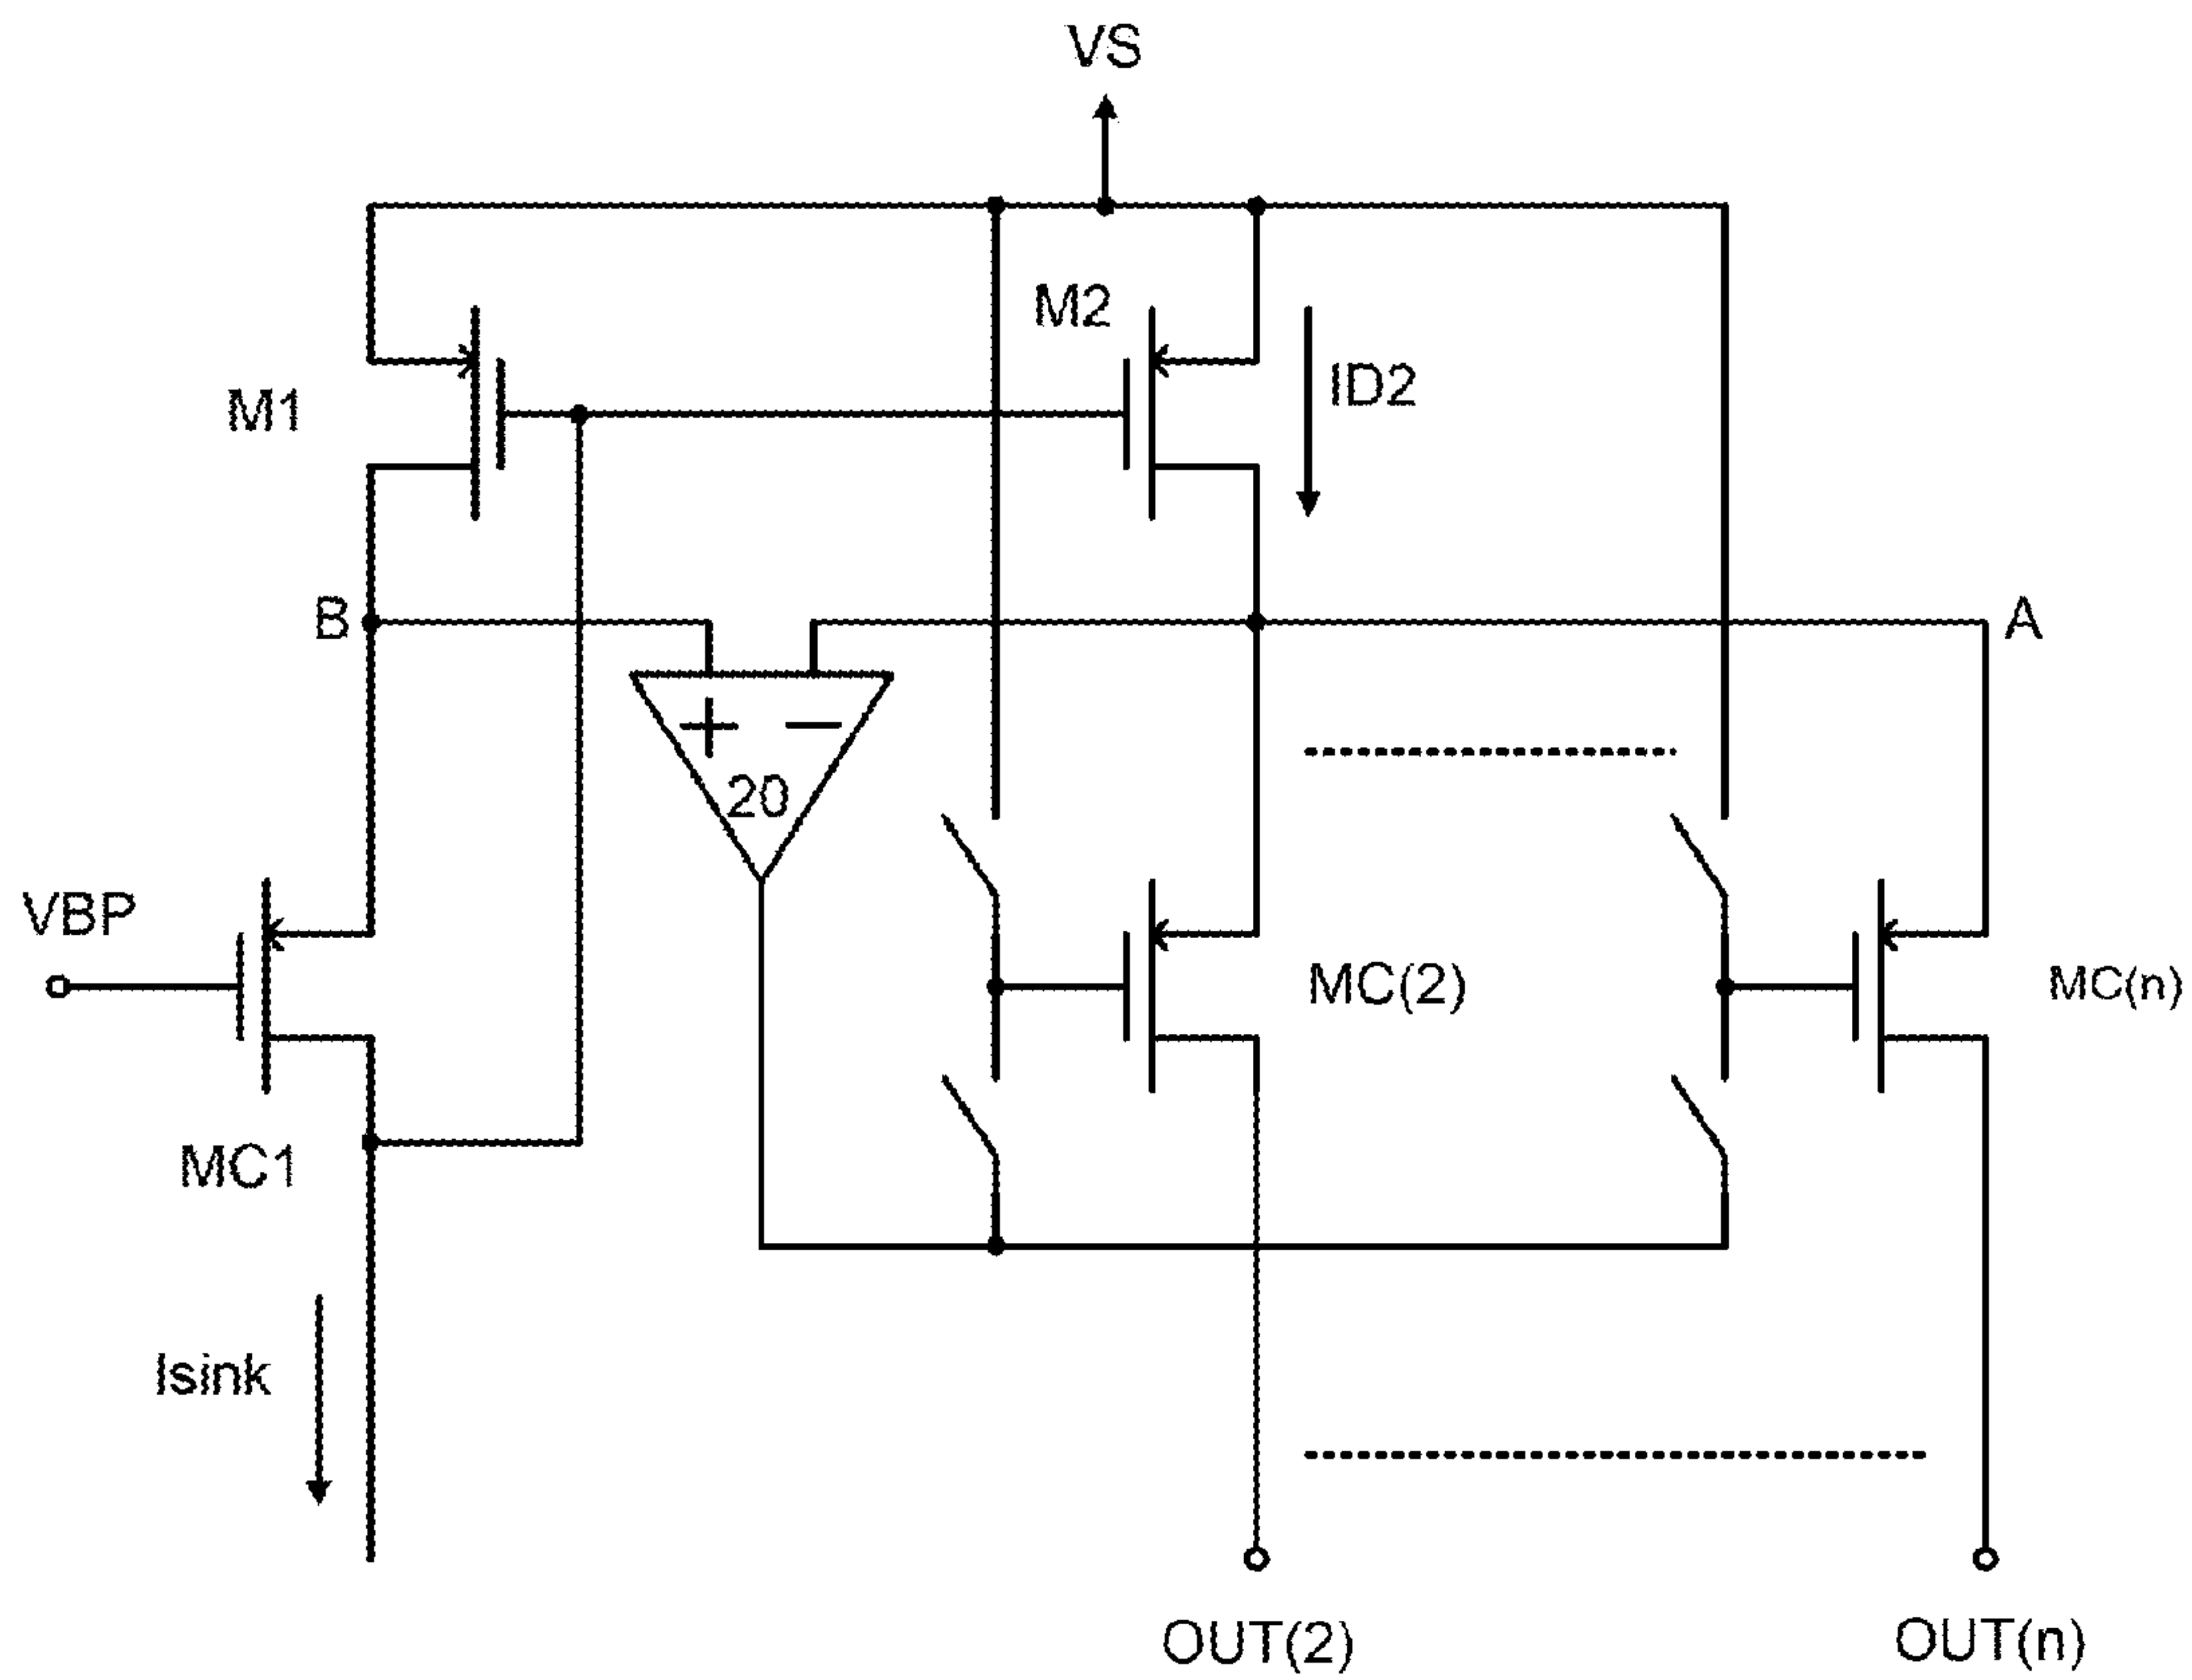 VS
M2
ID2
M1
B
A
+ −
20
VBP
MC(2)
MC(n)
MC1
Isink
OUT(2)
OUT(n)